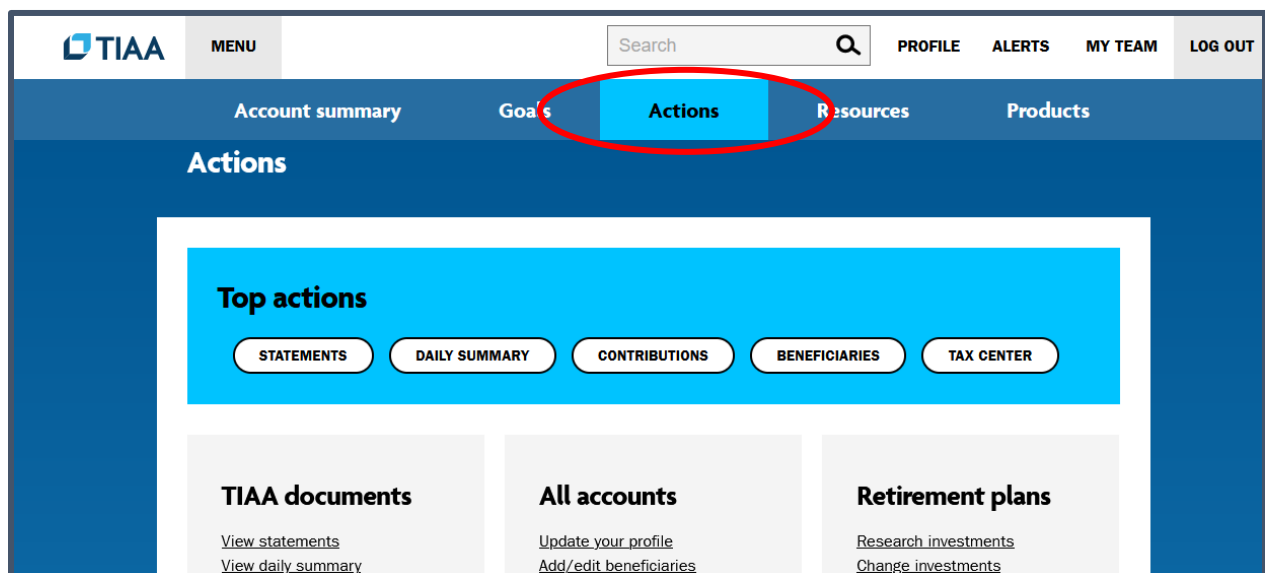 TIAA MENU Search PROFILE ALERTS MY TEAM LOG OUT
Account summary Goals Actions Resources Products
Actions
Top actions
STATEMENTS DAILY SUMMARY CONTRIBUTIONS BENEFICIARIES TAX CENTER
TIAA documents All accounts Retirement plans
View statements Update your profile Research investments
View daily summary Add/edit beneficiaries Change investments